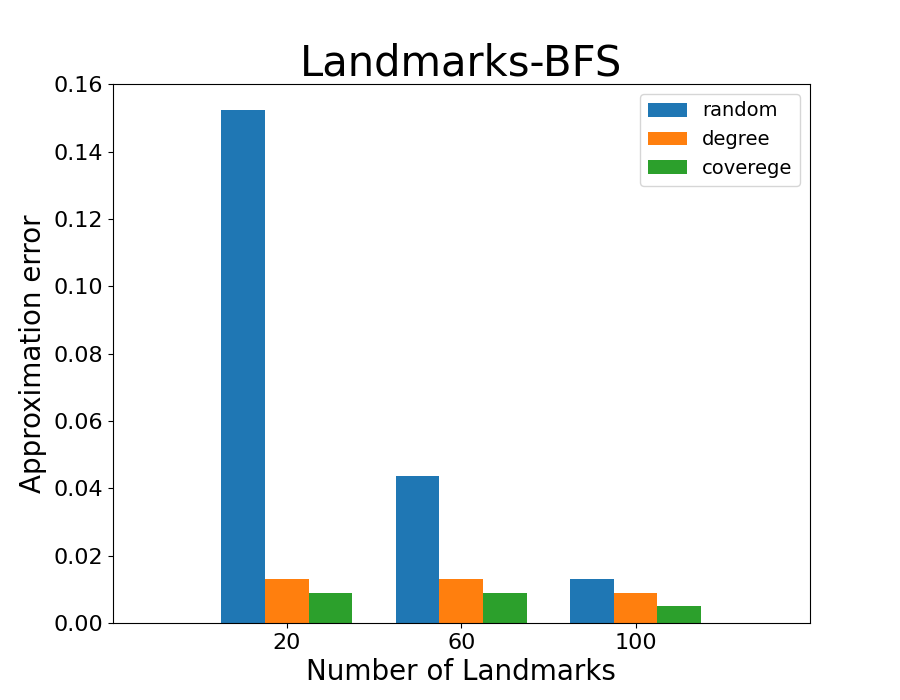 Landmarks-BFS
0.16
0.14
0.12
0.10
0.08
0.06
0.04
0.02
0.00
Approximation error
random
degree
coverege
20 60 100
Number of Landmarks